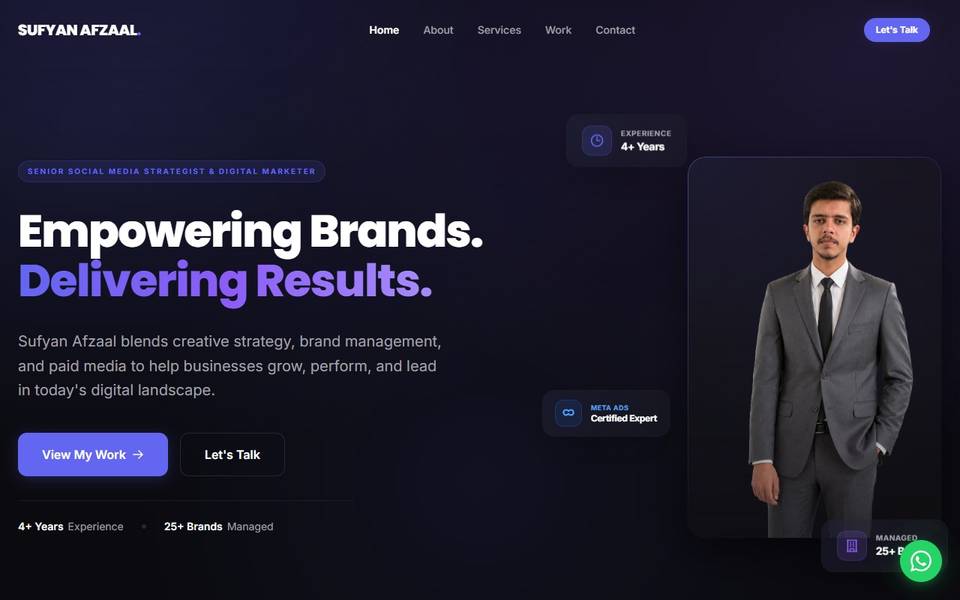 SUFYAN AFZAAL.
Home
About
Services
Work
Contact
Let's Talk
EXPERIENCE
4+ Years
SENIOR SOCIAL MEDIA STRATEGIST & DIGITAL MARKETER
Empowering Brands.
Delivering Results.
Sufyan Afzaal blends creative strategy, brand management,
and paid media to help businesses grow, perform, and lead
in today's digital landscape.
META ADS
Certified Expert
View My Work →
Let's Talk
4+ Years Experience
25+ Brands Managed
MANAGED
25+